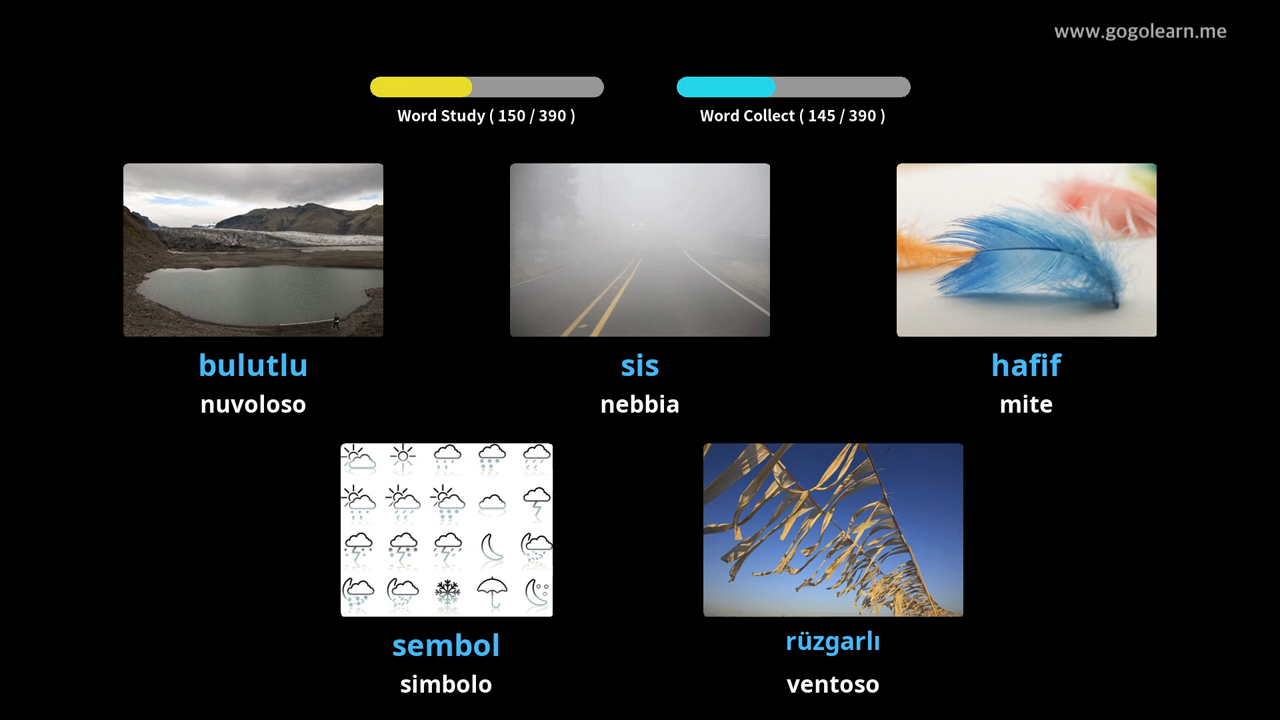 www.gogolearn.me
Word Study ( 150 / 390 )
Word Collect ( 145 / 390 )
bulutlu
nuvoloso
sis
nebbia
hafif
mite
sembol
simbolo
rüzgarlı
ventoso